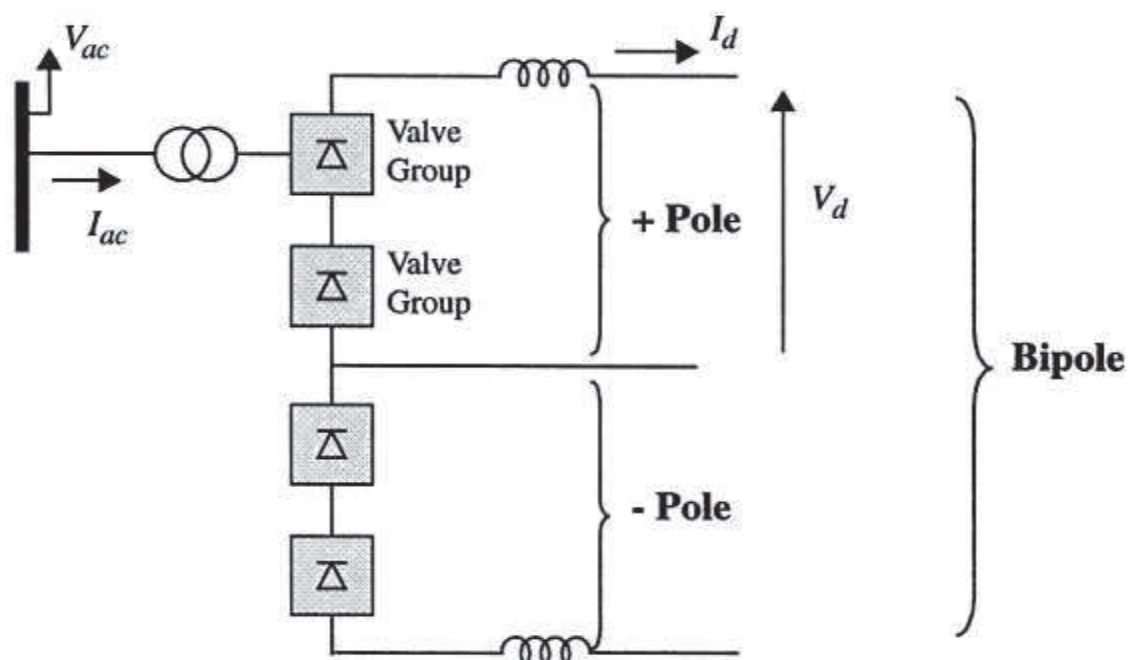 V_ac
I_d
Valve
Group
I_ac
+ Pole
V_d
Valve
Group
Bipole
- Pole